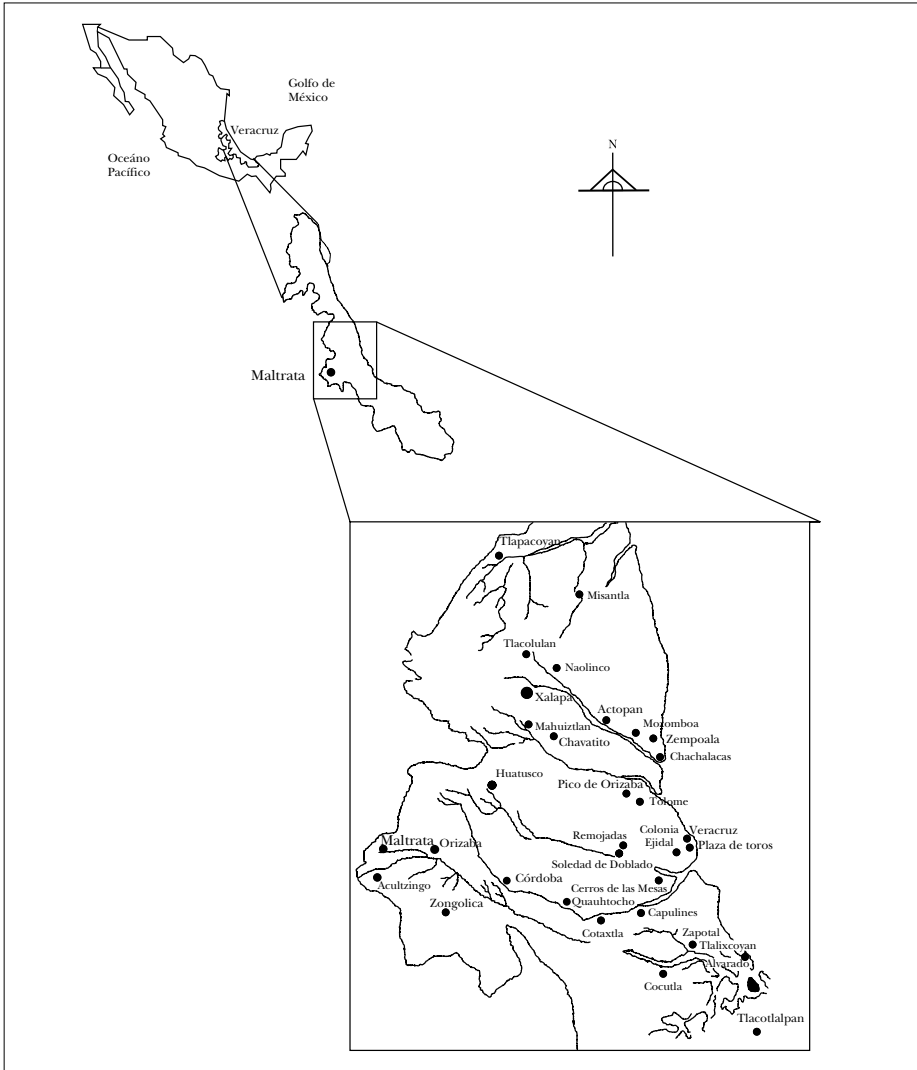 Golfo de
México
Veracruz
Oceáno
Pacífico
N
Maltrata
Tlapacoyan
Misantla
Tlacolulan
Naolinco
Xalapa
Actopan
Mozomboa
Mahuiztlan
Chavatito
Zempoala
Chachalacas
Huatusco
Pico de Orizaba
Tolome
Colonia
Ejidal
Veracruz
Plaza de toros
Remojadas
Soledad de Doblado
Maltrata
Orizaba
Acultzingo
Córdoba
Cerros de las Mesas
Quauhtocho
Zongolica
Capulines
Cotaxtla
Zapotal
Tlalixcoyan
Alvarado
Cocutla
Tlacotlalpan